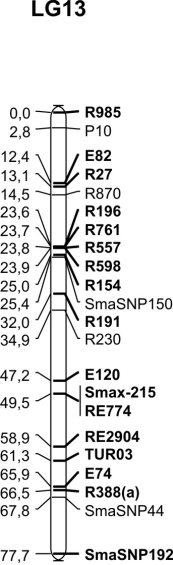 LG13
0,0 R985
2,8 P10
12,4 E82
13,1 R27
14,5 R870
23,6 R196
23,7 R761
23,8 R557
23,9 R598
25,0 R154
25,4 SmaSNP150
32,0 R191
34,9 R230
47,2 E120
49,5 Smax-215
RE774
58,9 RE2904
61,3 TUR03
65,9 E74
66,5 R388(a)
67,8 SmaSNP44
77,7 SmaSNP192